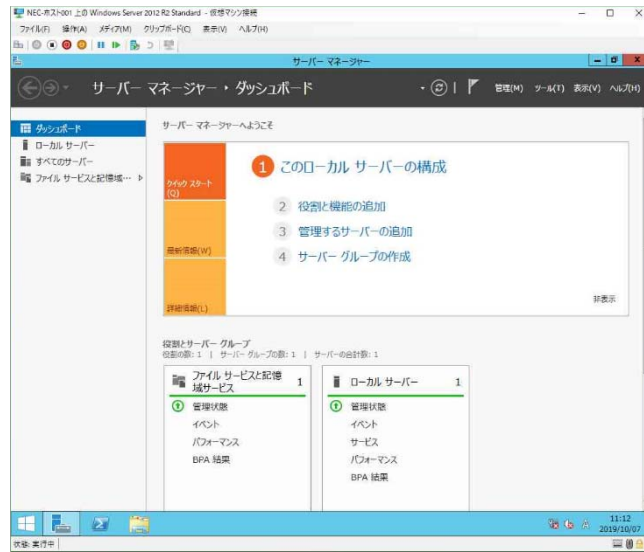 NEC-ホスト001 上の Windows Server 2012 R2 Standard - 仮想マシン接続
ファイル(F) 操作(A) メディア(M) クリップボード(C) 表示(V) ヘルプ(H)
サーバー マネージャー
サーバー マネージャー・ダッシュボード
管理(M) ツール(T) 表示(V) ヘルプ(H)
ダッシュボード
ローカル サーバー
すべてのサーバー
ファイル サービスと記憶域…
サーバー マネージャーへようこそ
クイック スタート(Q)
最新情報(W)
詳細情報(L)
1 このローカル サーバーの構成
2 役割と機能の追加
3 管理するサーバーの追加
4 サーバー グループの作成
非表示
役割とサーバー グループ
役割の数: 1 | サーバー グループの数: 1 | サーバーの合計数: 1
ファイル サービスと記憶域サービス 1
管理状態
イベント
パフォーマンス
BPA 結果
ローカル サーバー 1
管理状態
イベント
サービス
パフォーマンス
BPA 結果
A
11:12
2019/10/07
状態: 実行中